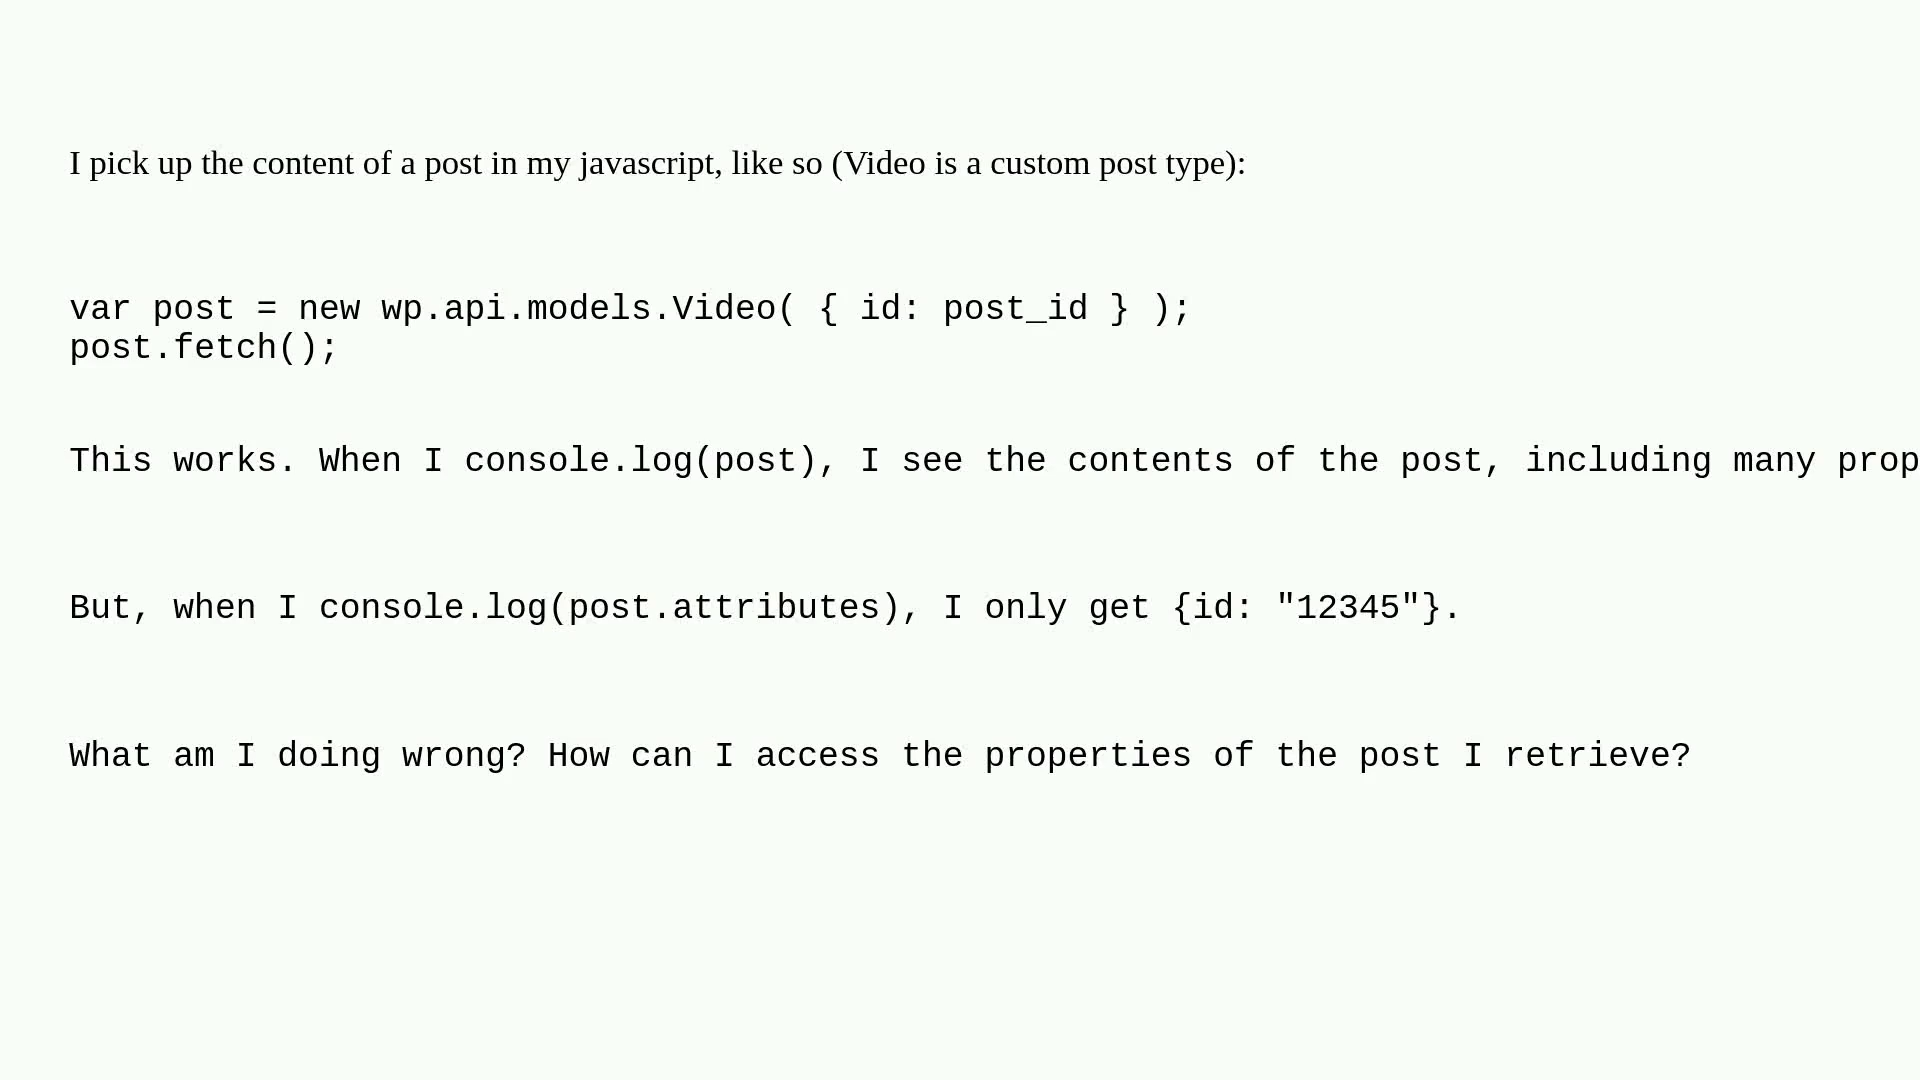 I pick up the content of a post in my javascript, like so (Video is a custom post type):
var post = new wp.api.models.Video( { id: post_id } );
post.fetch();
This works. When I console.log(post), I see the contents of the post, including many prop
But, when I console.log(post.attributes), I only get {id: "12345"}.
What am I doing wrong? How can I access the properties of the post I retrieve?